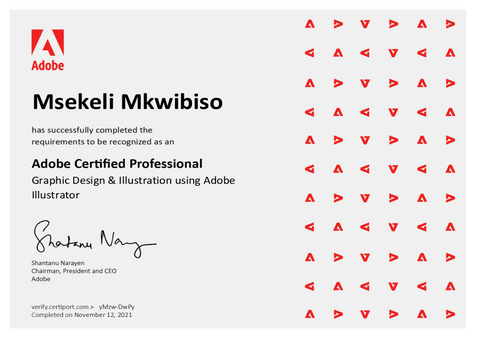 Adobe
Msekeli Mkwibiso
has successfully completed the
requirements to be recognized as an
Adobe Certified Professional
Graphic Design & Illustration using Adobe
Illustrator
Shantanu Narayen
Shantanu Narayen
Chairman, President and CEO
Adobe
verify.certiport.com > yMzw-DwPy
Completed on November 12, 2021